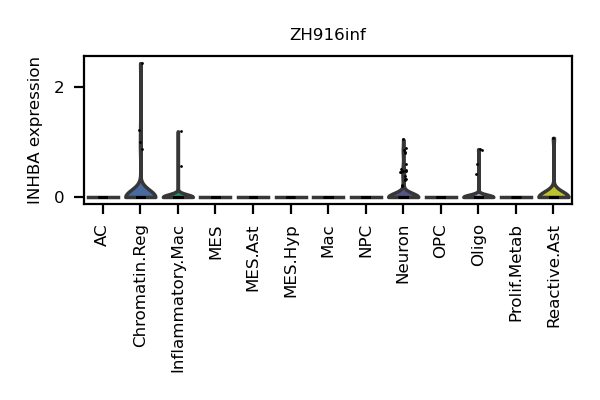 ZH916inf
INHBA expression
2
0
AC
Chromatin.Reg
Inflammatory.Mac
MES
MES.Ast
MES.Hyp
Mac
NPC
Neuron
OPC
Oligo
Prolif.Metab
Reactive.Ast